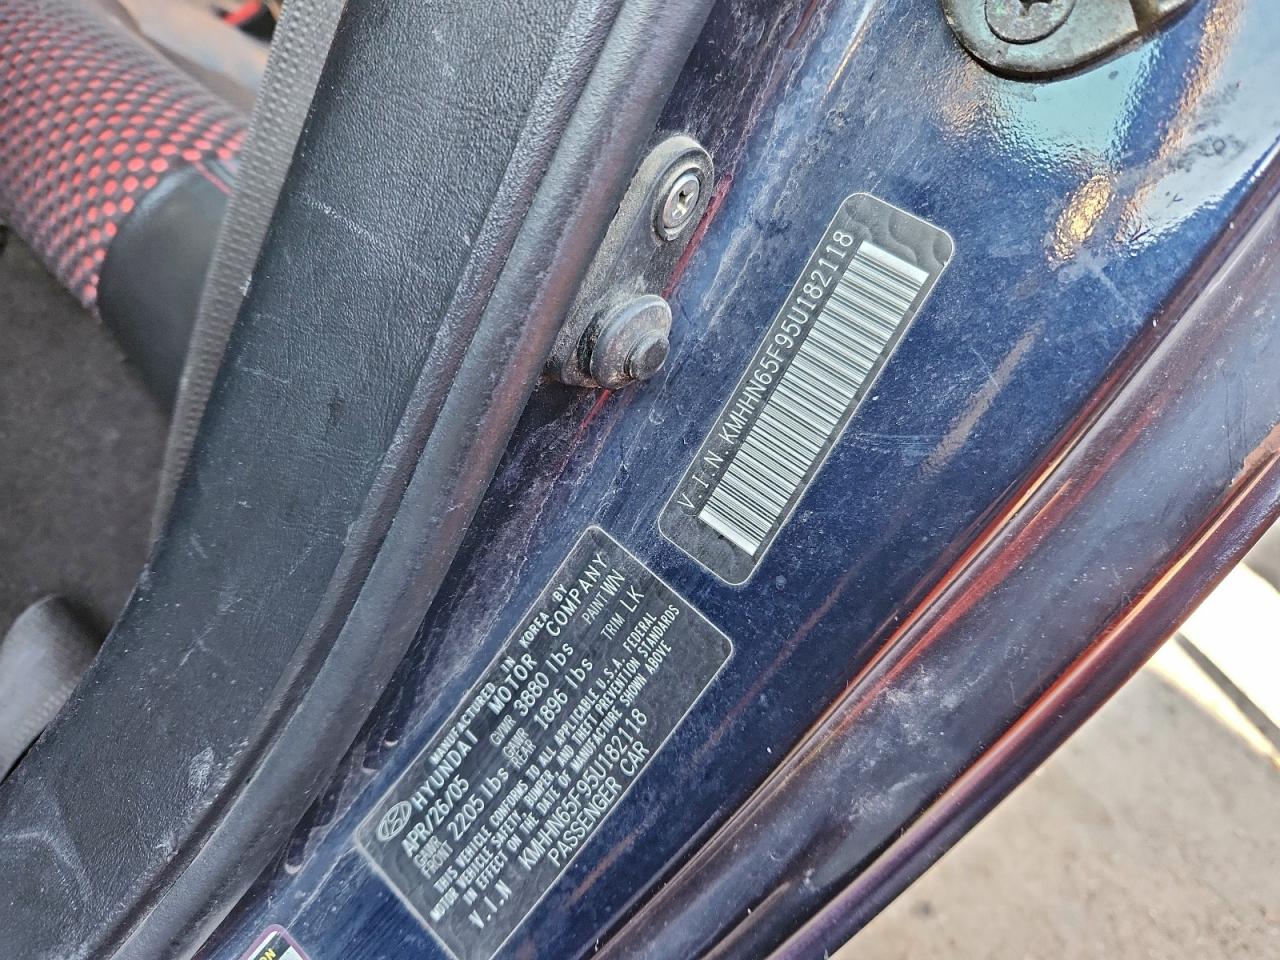 V.I.N. KMHHN65F95U182118
MANUFACTURED IN KOREA BY
HYUNDAI MOTOR COMPANY
APR/26/05 GVWR 3880 lbs PAINT WN
GAWR FRONT 2205 lbs GAWR REAR 1896 lbs TRIM LK
THIS VEHICLE CONFORMS TO ALL APPLICABLE U.S.A. FEDERAL
MOTOR VEHICLE SAFETY, BUMPER, AND THEFT PREVENTION STANDARDS
IN EFFECT ON THE DATE OF MANUFACTURE SHOWN ABOVE
V.I.N KMHHN65F95U182118
PASSENGER CAR